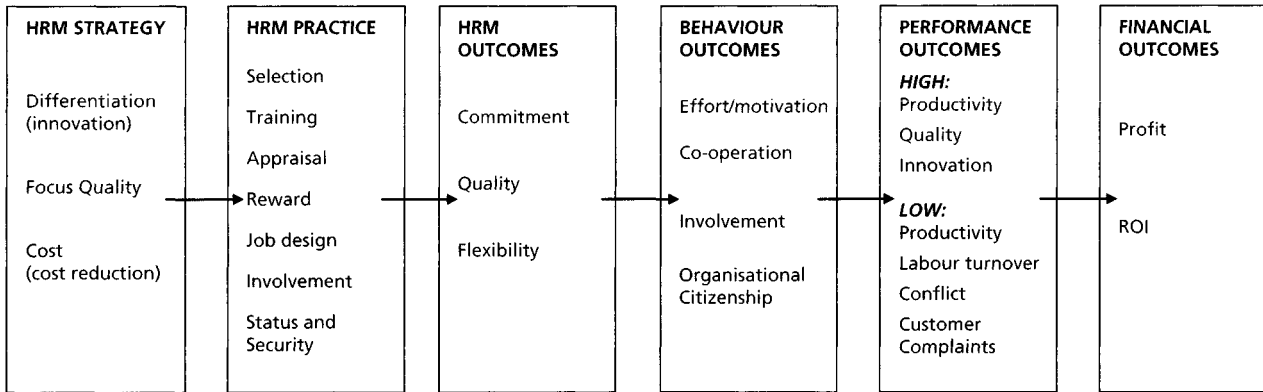 HRM STRATEGY
Differentiation
(innovation)
Focus Quality
Cost
(cost reduction)
HRM PRACTICE
Selection
Training
Appraisal
Reward
Job design
Involvement
Status and
Security
HRM
OUTCOMES
Commitment
Quality
Flexibility
BEHAVIOUR
OUTCOMES
Effort/motivation
Co-operation
Involvement
Organisational
Citizenship
PERFORMANCE
OUTCOMES
HIGH:
Productivity
Quality
Innovation
LOW:
Productivity
Labour turnover
Conflict
Customer
Complaints
FINANCIAL
OUTCOMES
Profit
ROI